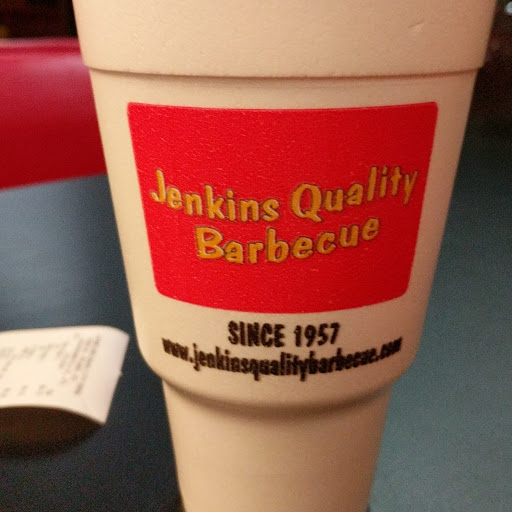 Jenkins Quality
Barbecue
SINCE 1957
www.jenkinsqualitybarbecue.com